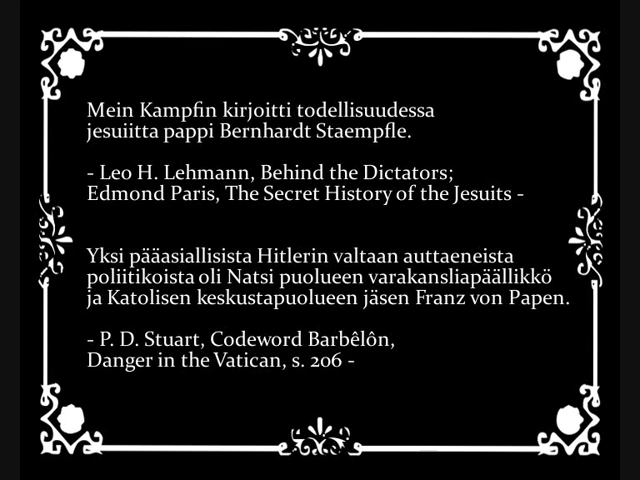 Mein Kampfin kirjoitti todellisuudessa
jesuiitta pappi Bernhardt Staempfle.
- Leo H. Lehmann, Behind the Dictators;
Edmond Paris, The Secret History of the Jesuits -
Yksi pääasiallisista Hitlerin valtaan auttaeneista
poliitikoista oli Natsi puolueen varakansliapäällikkö
ja Katolisen keskustapuolueen jäsen Franz von Papen.
- P. D. Stuart, Codeword Barbêlôn,
Danger in the Vatican, s. 206 -